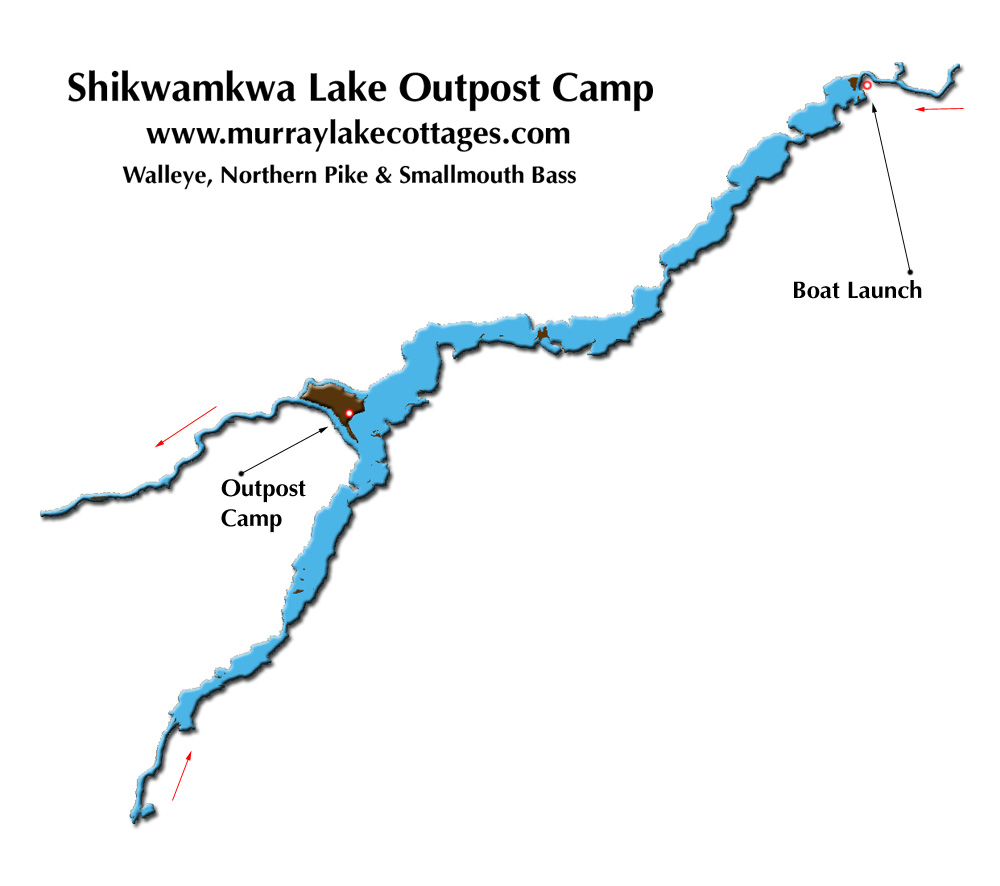 Shikwamkwa Lake Outpost Camp
www.murraylakecottages.com
Walleye, Northern Pike & Smallmouth Bass
Boat Launch
Outpost
Camp